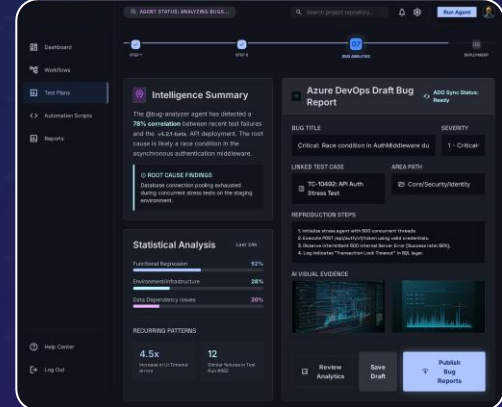 AGENT STATUS: ANALYZING BUGS...
Search project repository...
Run Agent
Dashboard
Workflows
Test Plans
Automation Scripts
Reports
Help Center
Log Out
STEP 1
STEP 6
07
BUG ANALYSIS
08
DEPLOYMENT
Intelligence Summary
The @bug-analyzer agent has detected a
78% correlation between recent test failures
and the v4.2.1-beta API deployment. The root
cause is likely a race condition in the
asynchronous authentication middleware.
ROOT CAUSE FINDINGS
Database connection pooling exhausted
during concurrent stress tests on the staging
environment.
Statistical Analysis
Last 24h
Functional Regression 52%
Environment/Infrastructure 28%
Data Dependency Issues 20%
RECURRING PATTERNS
4.5x
Increase in UI Timeout
errors
12
Similar failures in Test
Run
Azure DevOps Draft Bug
Report
ADO Sync Status:
Ready
BUG TITLE
Critical: Race condition in AuthMiddleware du
SEVERITY
1 - Critical
LINKED TEST CASE
TC-10492: API Auth
Stress Test
AREA PATH
Core/Security/Identity
REPRODUCTION STEPS
1. Initialize stress agent with 500 concurrent threads.
2. Execute POST /api/auth/v1/token using valid credentials.
3. Observe intermittent 500 Internal Server Error (Success rate: 60%).
4. Log indicates "Transaction Lock Timeout" in SQL layer.
AI VISUAL EVIDENCE
Review
Analytics
Save
Draft
Publish
Bug
Reports